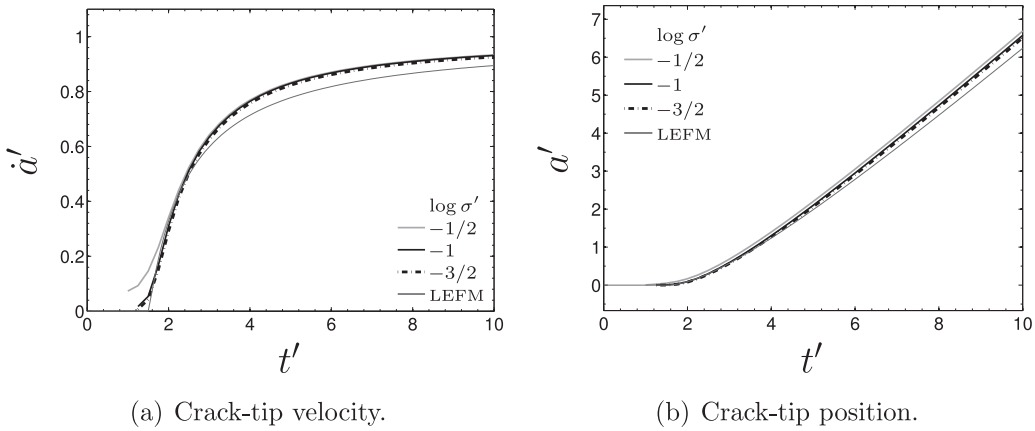 1
0.8
0.6
0.4
0.2
0
0 2 4 6 8 10
ȧ′
t′
log σ′
−1/2
−1
−3/2
LEFM
(a) Crack-tip velocity.
7
6
5
4
3
2
1
0
0 2 4 6 8 10
a′
t′
log σ′
−1/2
−1
−3/2
LEFM
(b) Crack-tip position.